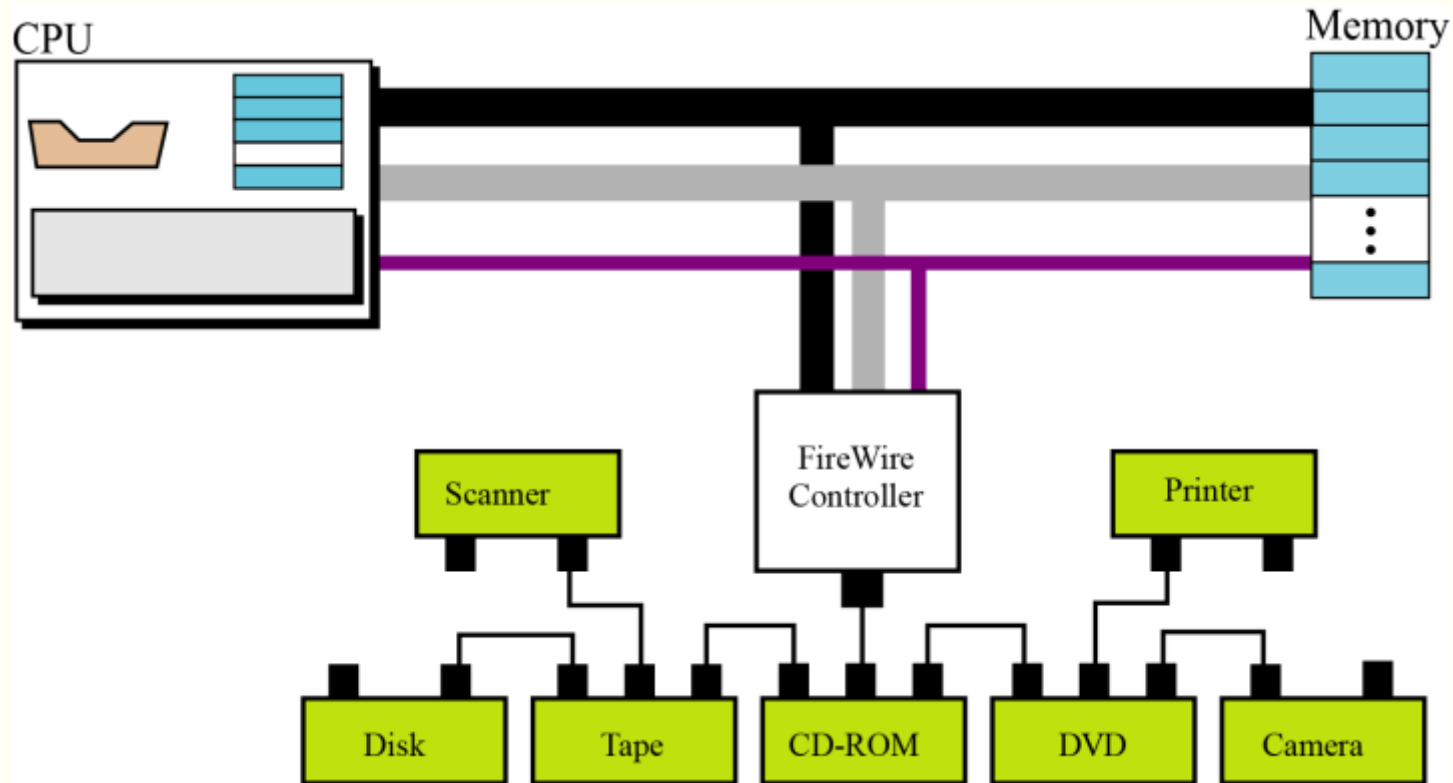 CPU
Memory
FireWire
Controller
Scanner
Printer
Disk
Tape
CD-ROM
DVD
Camera